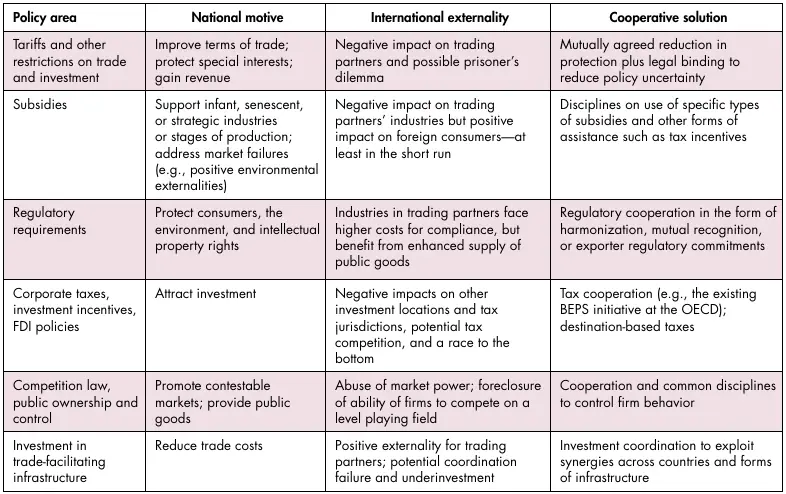 Policy area
National motive
International externality
Cooperative solution
Tariffs and other
restrictions on trade
and investment
Improve terms of trade;
protect special interests;
gain revenue
Negative impact on trading
partners and possible prisoner's
dilemma
Mutually agreed reduction in
protection plus legal binding to
reduce policy uncertainty
Subsidies
Support infant, senescent,
or strategic industries
or stages of production;
address market failures
(e.g., positive environmental
externalities)
Negative impact on trading
partners' industries but positive
impact on foreign consumers—at
least in the short run
Disciplines on use of specific types
of subsidies and other forms of
assistance such as tax incentives
Regulatory
requirements
Protect consumers, the
environment, and intellectual
property rights
Industries in trading partners face
higher costs for compliance, but
benefit from enhanced supply of
public goods
Regulatory cooperation in the form of
harmonization, mutual recognition,
or exporter regulatory commitments
Corporate taxes,
investment incentives,
FDI policies
Attract investment
Negative impacts on other
investment locations and tax
jurisdictions, potential tax
competition, and a race to the
bottom
Tax cooperation (e.g., the existing
BEPS initiative at the OECD);
destination-based taxes
Competition law,
public ownership and
control
Promote contestable
markets; provide public
goods
Abuse of market power; foreclosure
of ability of firms to compete on a
level playing field
Cooperation and common disciplines
to control firm behavior
Investment in
trade-facilitating
infrastructure
Reduce trade costs
Positive externality for trading
partners; potential coordination
failure and underinvestment
Investment coordination to exploit
synergies across countries and forms
of infrastructure